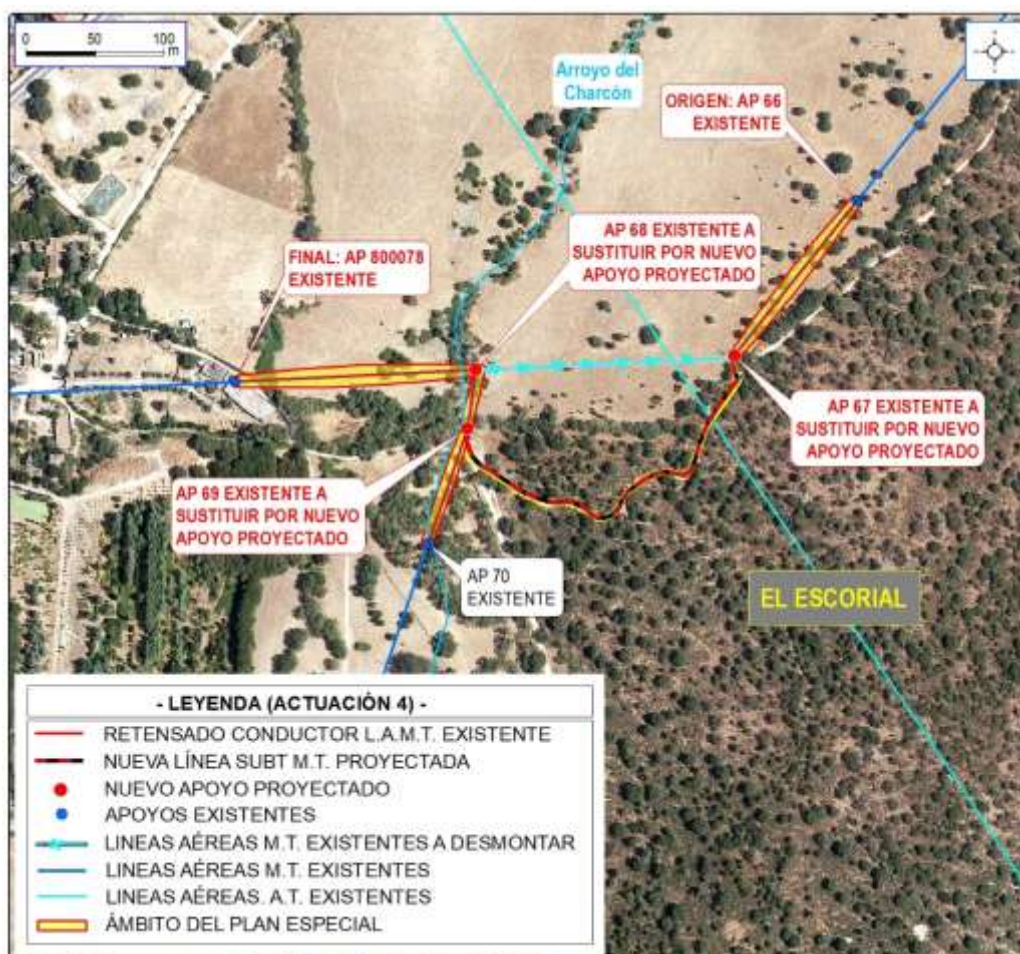 0 50 100
m
Arroyo del
Charcón
ORIGEN: AP 66
EXISTENTE
AP 68 EXISTENTE A
SUSTITUIR POR NUEVO
APOYO PROYECTADO
FINAL: AP 800078
EXISTENTE
AP 67 EXISTENTE A
SUSTITUIR POR NUEVO
APOYO PROYECTADO
AP 69 EXISTENTE A
SUSTITUIR POR NUEVO
APOYO PROYECTADO
AP 70
EXISTENTE
EL ESCORIAL
- LEYENDA (ACTUACIÓN 4) -
RETENSADO CONDUCTOR L.A.M.T. EXISTENTE
NUEVA LÍNEA SUBT M.T. PROYECTADA
NUEVO APOYO PROYECTADO
APOYOS EXISTENTES
LINEAS AÉREAS M.T. EXISTENTES A DESMONTAR
LINEAS AÉREAS M.T. EXISTENTES
LINEAS AÉREAS. A.T. EXISTENTES
ÁMBITO DEL PLAN ESPECIAL